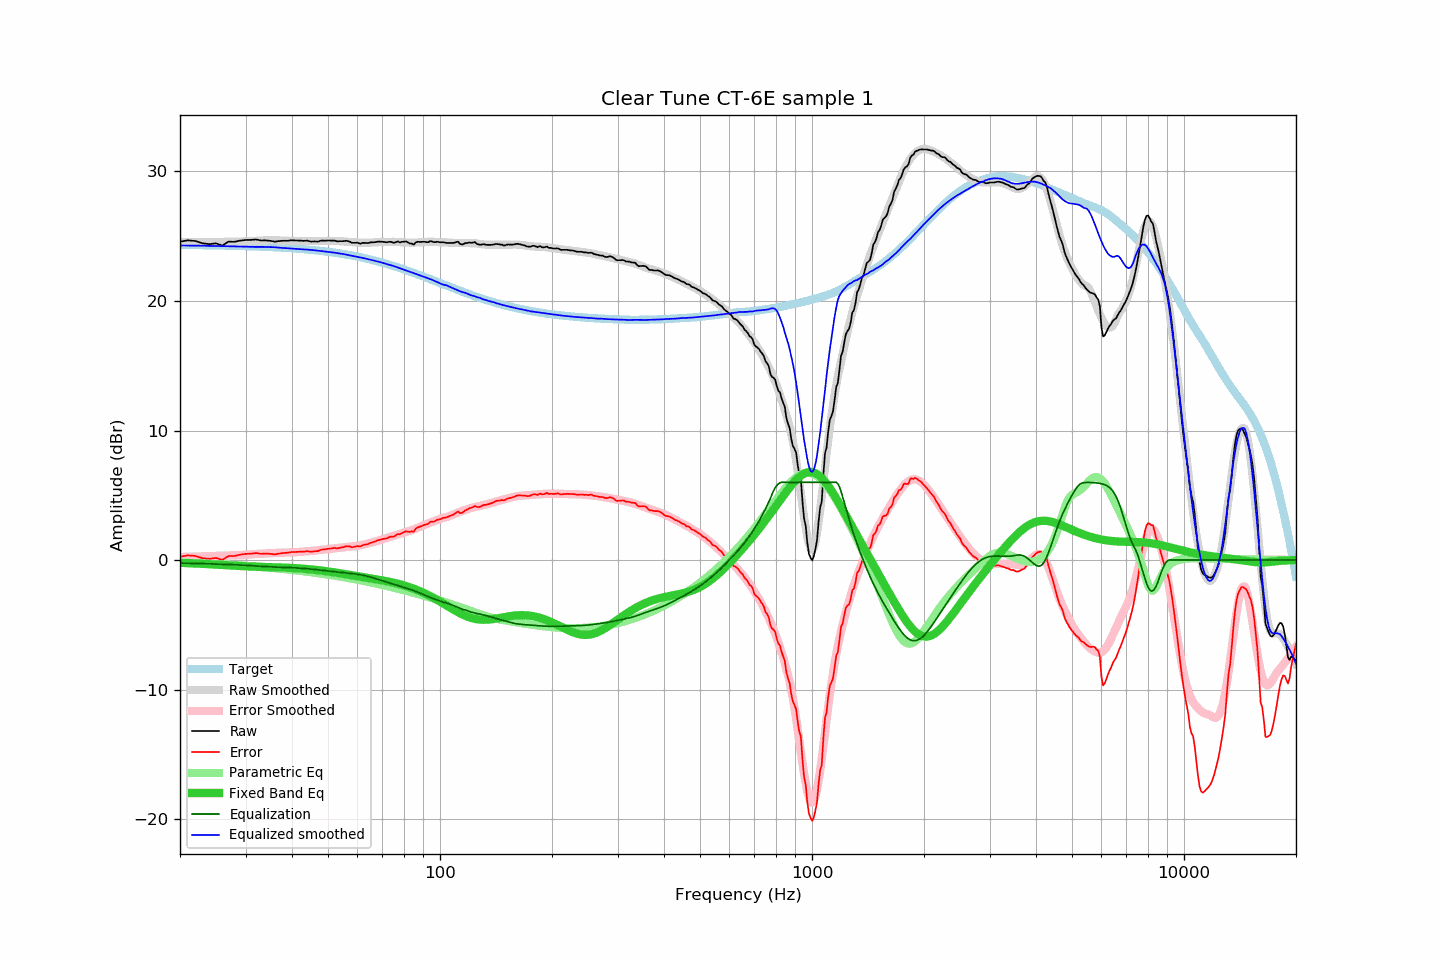 Clear Tune CT-6E sample 1
Amplitude (dBr)
30
20
10
0
−10
−20
Target
Raw Smoothed
Error Smoothed
Raw
Error
Parametric Eq
Fixed Band Eq
Equalization
Equalized smoothed
100
1000
10000
Frequency (Hz)